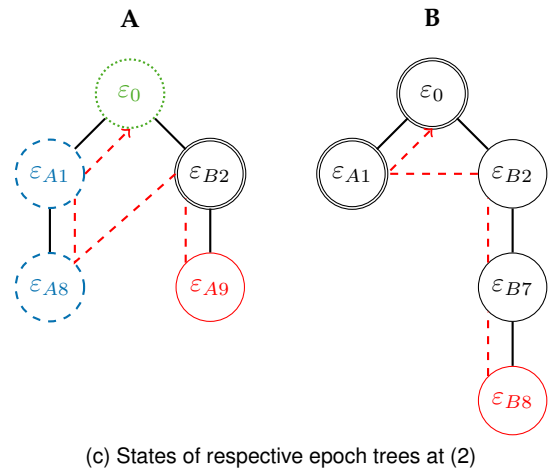 A B
ε0 ε0
εA1 εB2 εA1 εB2
εA8 εA9 εB7
εB8
(c) States of respective epoch trees at (2)